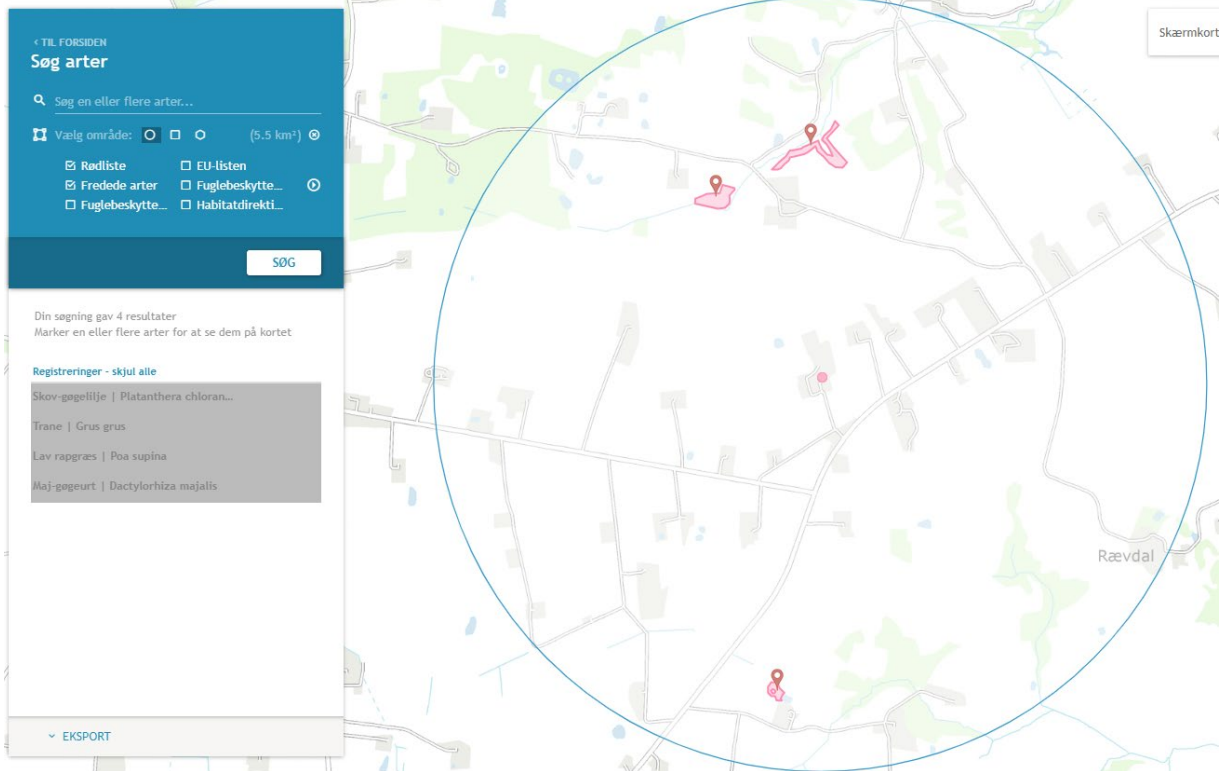 ‹ TIL FORSIDEN
Søg arter
Søg en eller flere arter...
Vælg område: (5.5 km²)
Rødliste EU-listen
Fredede arter Fuglebeskytte...
Fuglebeskytte... Habitatdirekti...
SØG
Din søgning gav 4 resultater
Marker en eller flere arter for at se dem på kortet
Registreringer - skjul alle
Skov-gøgelilje | Platanthera chloran...
Trane | Grus grus
Lav rapgræs | Poa supina
Maj-gøgeurt | Dactylorhiza majalis
EKSPORT
Skærmkort
Rævdal